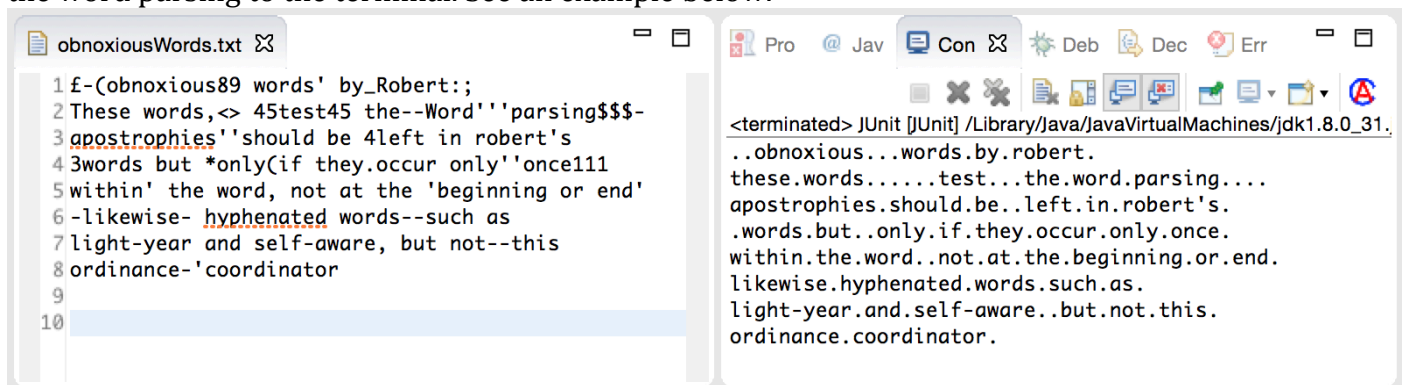 the word parsing to the terminal. See an example below.
obnoxiousWords.txt
1 £-(obnoxious89 words' by_Robert:;
2 These words,<> 45test45 the--Word'''parsing$$$-
3 apostrophies''should be 4left in robert's
4 3words but *only(if they.occur only''once111
5 within' the word, not at the 'beginning or end'
6 -likewise- hyphenated words--such as
7 light-year and self-aware, but not--this
8 ordinance-'coordinator
9
10
Pro @ Jav Con Deb Dec Err
<terminated> JUnit [JUnit] /Library/Java/JavaVirtualMachines/jdk1.8.0_31.
..obnoxious...words.by.robert.
these.words......test...the.word.parsing....
apostrophies.should.be..left.in.robert's.
.words.but..only.if.they.occur.only.once.
within.the.word..not.at.the.beginning.or.end.
likewise.hyphenated.words.such.as.
light-year.and.self-aware..but.not.this.
ordinance.coordinator.